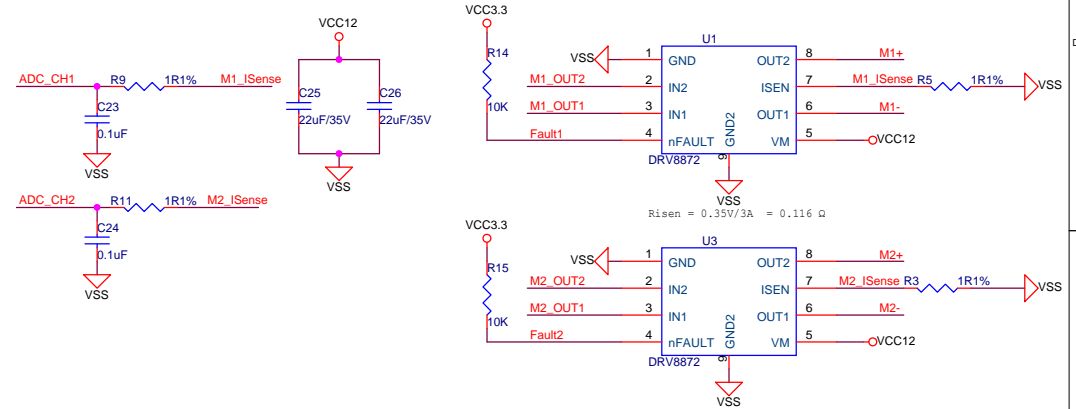 ADC_CH1
R9
1R1%
M1_ISense
C23
0.1uF
VSS
ADC_CH2
R11
1R1%
M2_ISense
C24
0.1uF
VSS
VCC12
C25
22uF/35V
C26
22uF/35V
VSS
VCC3.3
R14
10K
M1_OUT2
M1_OUT1
Fault1
VSS
U1
1 GND OUT2 8 M1+
2 IN2 ISEN 7 M1_ISense R5 1R1% VSS
3 IN1 OUT1 6 M1-
4 nFAULT GND2 VM 5 VCC12
9
DRV8872
VSS
Risen = 0.35V/3A = 0.116 Ω
VCC3.3
R15
10K
M2_OUT2
M2_OUT1
Fault2
VSS
U3
1 GND OUT2 8 M2+
2 IN2 ISEN 7 M2_ISense R3 1R1% VSS
3 IN1 OUT1 6 M2-
4 nFAULT GND2 VM 5 VCC12
9
DRV8872
VSS